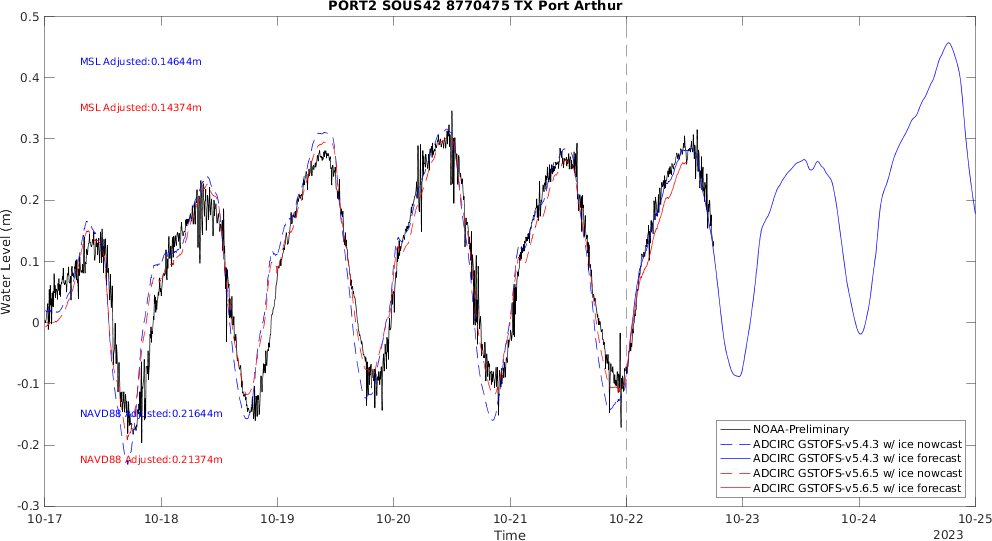 PORT2 SOUS42 8770475 TX Port Arthur
0.5
0.4
0.3
0.2
0.1
0
-0.1
-0.2
-0.3
Water Level (m)
MSL Adjusted:0.14644m
MSL Adjusted:0.14374m
NAVD88 Adjusted:0.21644m
NAVD88 Adjusted:0.21374m
NOAA-Preliminary
ADCIRC GSTOFS-v5.4.3 w/ ice nowcast
ADCIRC GSTOFS-v5.4.3 w/ ice forecast
ADCIRC GSTOFS-v5.6.5 w/ ice nowcast
ADCIRC GSTOFS-v5.6.5 w/ ice forecast
10-17 10-18 10-19 10-20 10-21 10-22 10-23 10-24 10-25
Time
2023